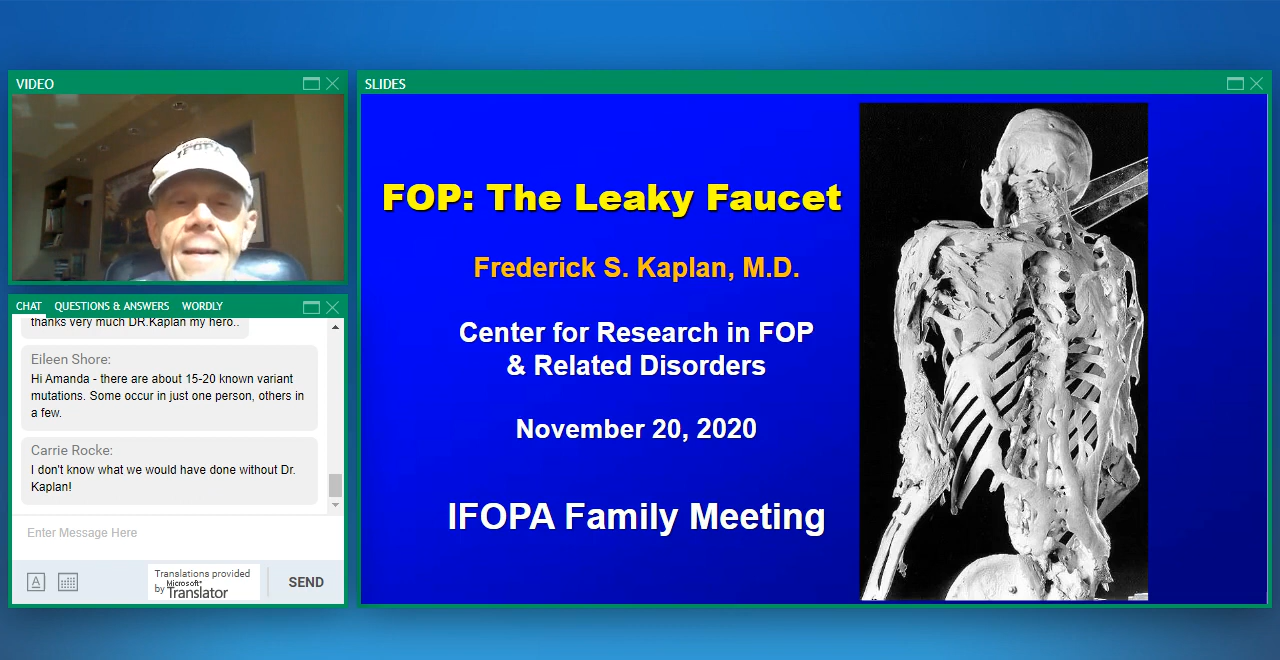 VIDEO
IFOPA
CHAT QUESTIONS & ANSWERS WORDLY
thanks very much DR.Kaplan my hero..
Eileen Shore:
Hi Amanda - there are about 15-20 known variant
mutations. Some occur in just one person, others in
a few.
Carrie Rocke:
I don't know what we would have done without Dr.
Kaplan!
Enter Message Here
A
Translations provided
by Microsoft®
Translator
SEND
SLIDES
FOP: The Leaky Faucet
Frederick S. Kaplan, M.D.
Center for Research in FOP
& Related Disorders
November 20, 2020
IFOPA Family Meeting